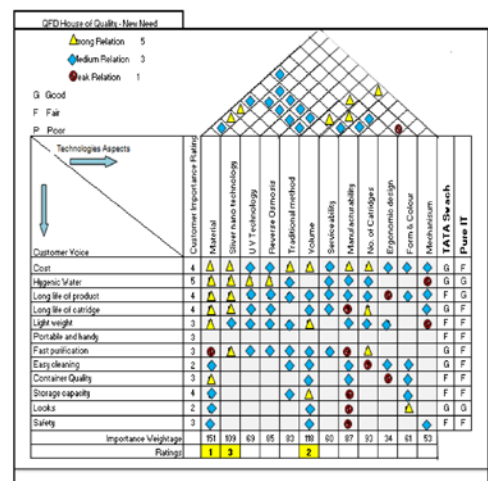 QFD House of Quality - New Need
Strong Relation 5
Medium Relation 3
Weak Relation 1
G Good
F Fair
P Poor
Technologies Aspects
Customer Voice
Customer Importance Rating
Material
Sliver nano technology
UV Technology
Reverse Osmosis
Traditional method
Volume
Serviceability
Manufacturability
No. of Catridges
Ergonomic design
Form & Colour
Mechanisum
TATA Swach
Pure IT
Cost 4 G F
Higenic Water 5 G G
Long life of product 4 F G
Long life of catridge 4 G F
Light weight 3 F F
Portable and handy 3 F F
Fast purification 3 G F
Easy cleaning 2 G F
Container Quality 3 F F
Storage capacity 4 F F
Looks 2 G G
Safety 3 F F
Importance Weightage 151 109 69 65 83 118 60 87 93 34 61 53
Ratings 1 3 2